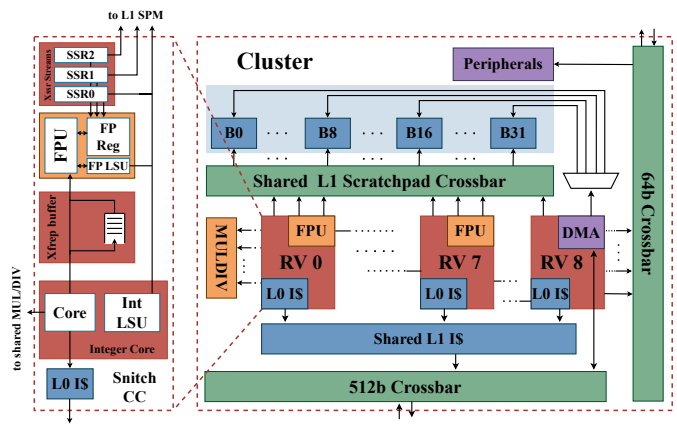 to L1 SPM
Xssr Streams
SSR2
SSR1
SSR0
FPU
FP
Reg
FP LSU
Xfrep buffer
Core
Int
LSU
Integer Core
to shared MUL/DIV
L0 I$
Snitch
CC
Cluster
Peripherals
B0
B8
B16
B31
Shared L1 Scratchpad Crossbar
64b Crossbar
MULDIV
FPU
RV 0
L0 I$
FPU
RV 7
L0 I$
DMA
RV 8
L0 I$
Shared L1 I$
512b Crossbar